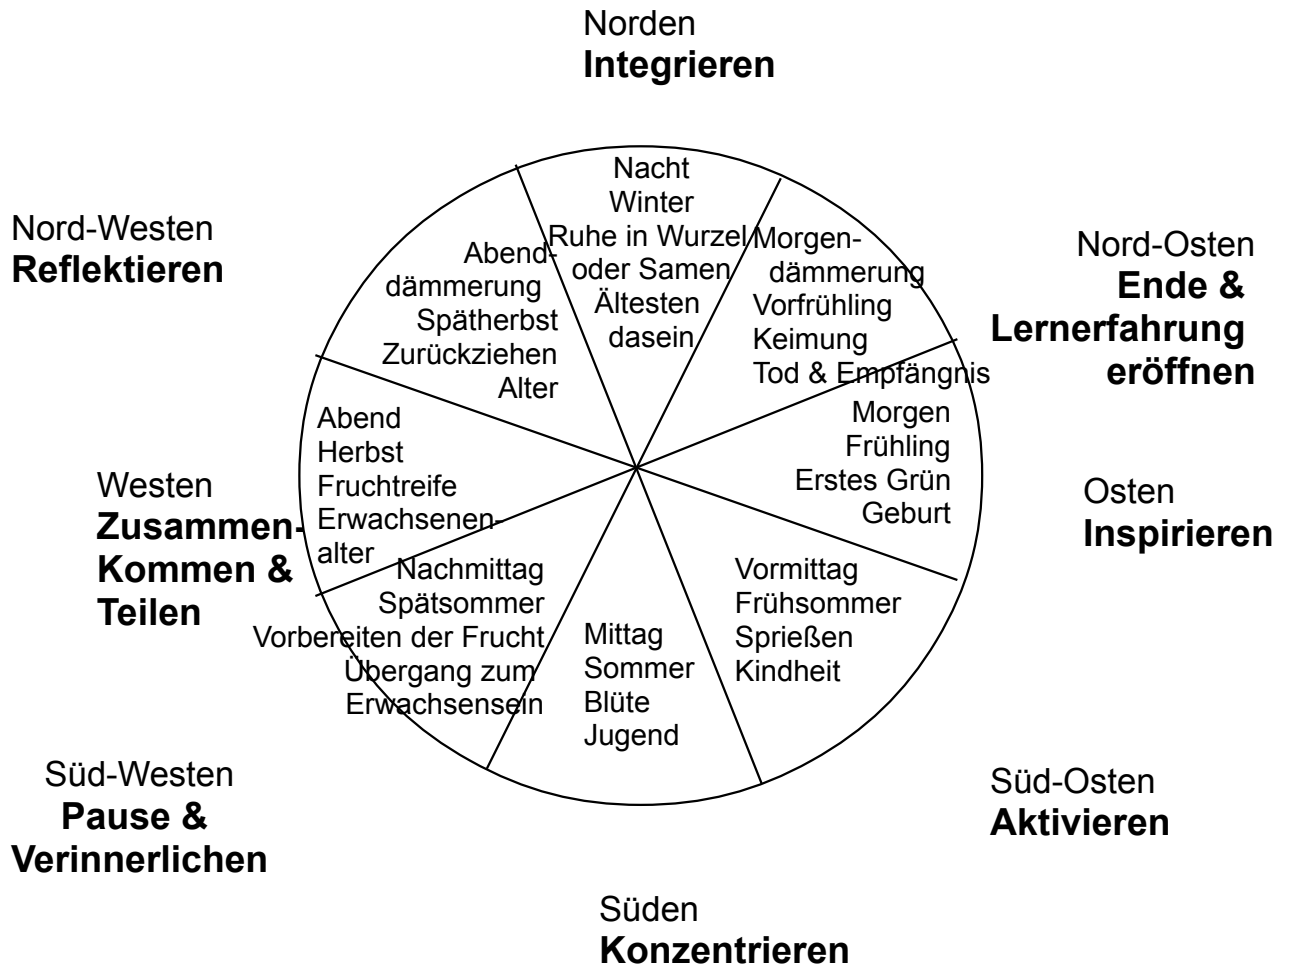 Norden
Integrieren
Nacht
Winter
Ruhe in Wurzel
oder Samen
Ältesten
dasein
Nord-Westen
Reflektieren
Abend-
dämmerung
Spätherbst
Zurückziehen
Alter
Morgen-
dämmerung
Vorfrühling
Keimung
Tod & Empfängnis
Nord-Osten
Ende &
Lernerfahrung
eröffnen
Abend
Herbst
Fruchtreife
Erwachsenen-
alter
Morgen
Frühling
Erstes Grün
Geburt
Westen
Zusammen-
Kommen &
Teilen
Osten
Inspirieren
Nachmittag
Spätsommer
Vorbereiten der Frucht
Übergang zum
Erwachsensein
Mittag
Sommer
Blüte
Jugend
Vormittag
Frühsommer
Sprießen
Kindheit
Süd-Westen
Pause &
Verinnerlichen
Süd-Osten
Aktivieren
Süden
Konzentrieren